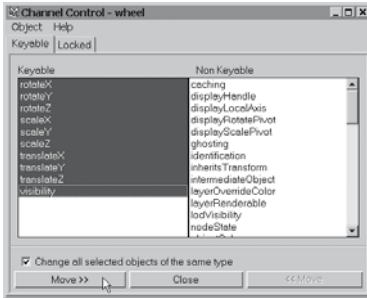 Channel Control - wheel
Object Help
Keyable Locked
Keyable Non Keyable
rotateX caching
rotateY displayHandle
rotateZ displayLocalAxis
scaleX displayRotatePivot
scaleY displayScalePivot
scaleZ ghosting
translateX identification
translateY inheritsTransform
translateZ intermediateObject
visibility layerOverrideColor
layerRenderable
lodVisibility
nodeState
Change all selected objects of the same type
Move >> Close << Move